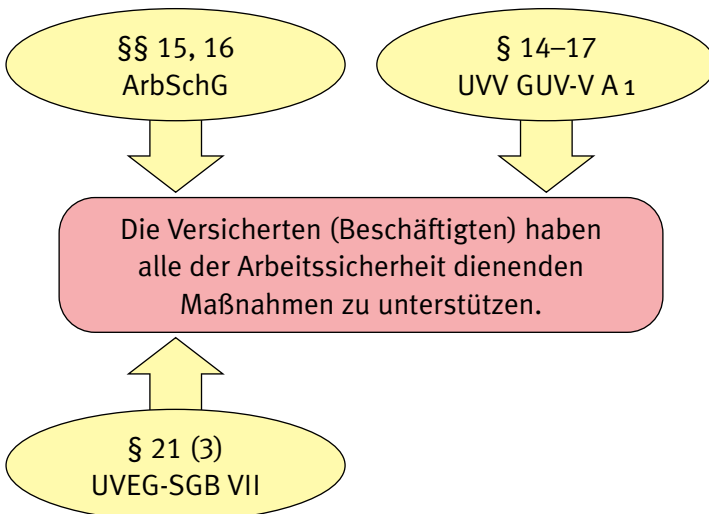 §§ 15, 16
ArbSchG
§ 14–17
UVV GUV-V A 1
Die Versicherten (Beschäftigten) haben
alle der Arbeitssicherheit dienenden
Maßnahmen zu unterstützen.
§ 21 (3)
UVEG-SGB VII